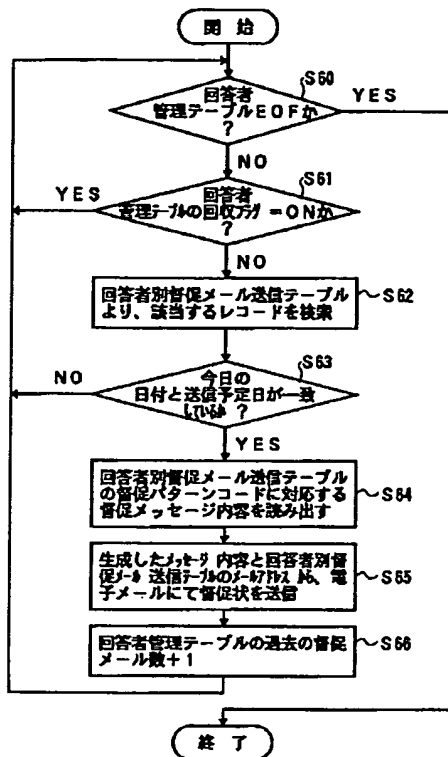 開 始
S60
回答者
管理テーブルEOFか
?
YES
NO
S61
回答者
管理テーブルの回収フラグ=ONか
?
YES
NO
回答者別督促メール送信テーブル
より、該当するレコードを検索
S62
S63
今日の
日付と送信予定日が一致
しているか ?
NO
YES
回答者別督促メール送信テーブル
の督促パターンコードに対応する
督促メッセージ内容を読み出す
S64
生成したメッセージ 内容と回答者別督
促メール 送信テーブルのメールアドレス から、電
子メールにて督促状を送信
S65
回答者管理テーブルの過去の督促
メール数+1
S66
終 了